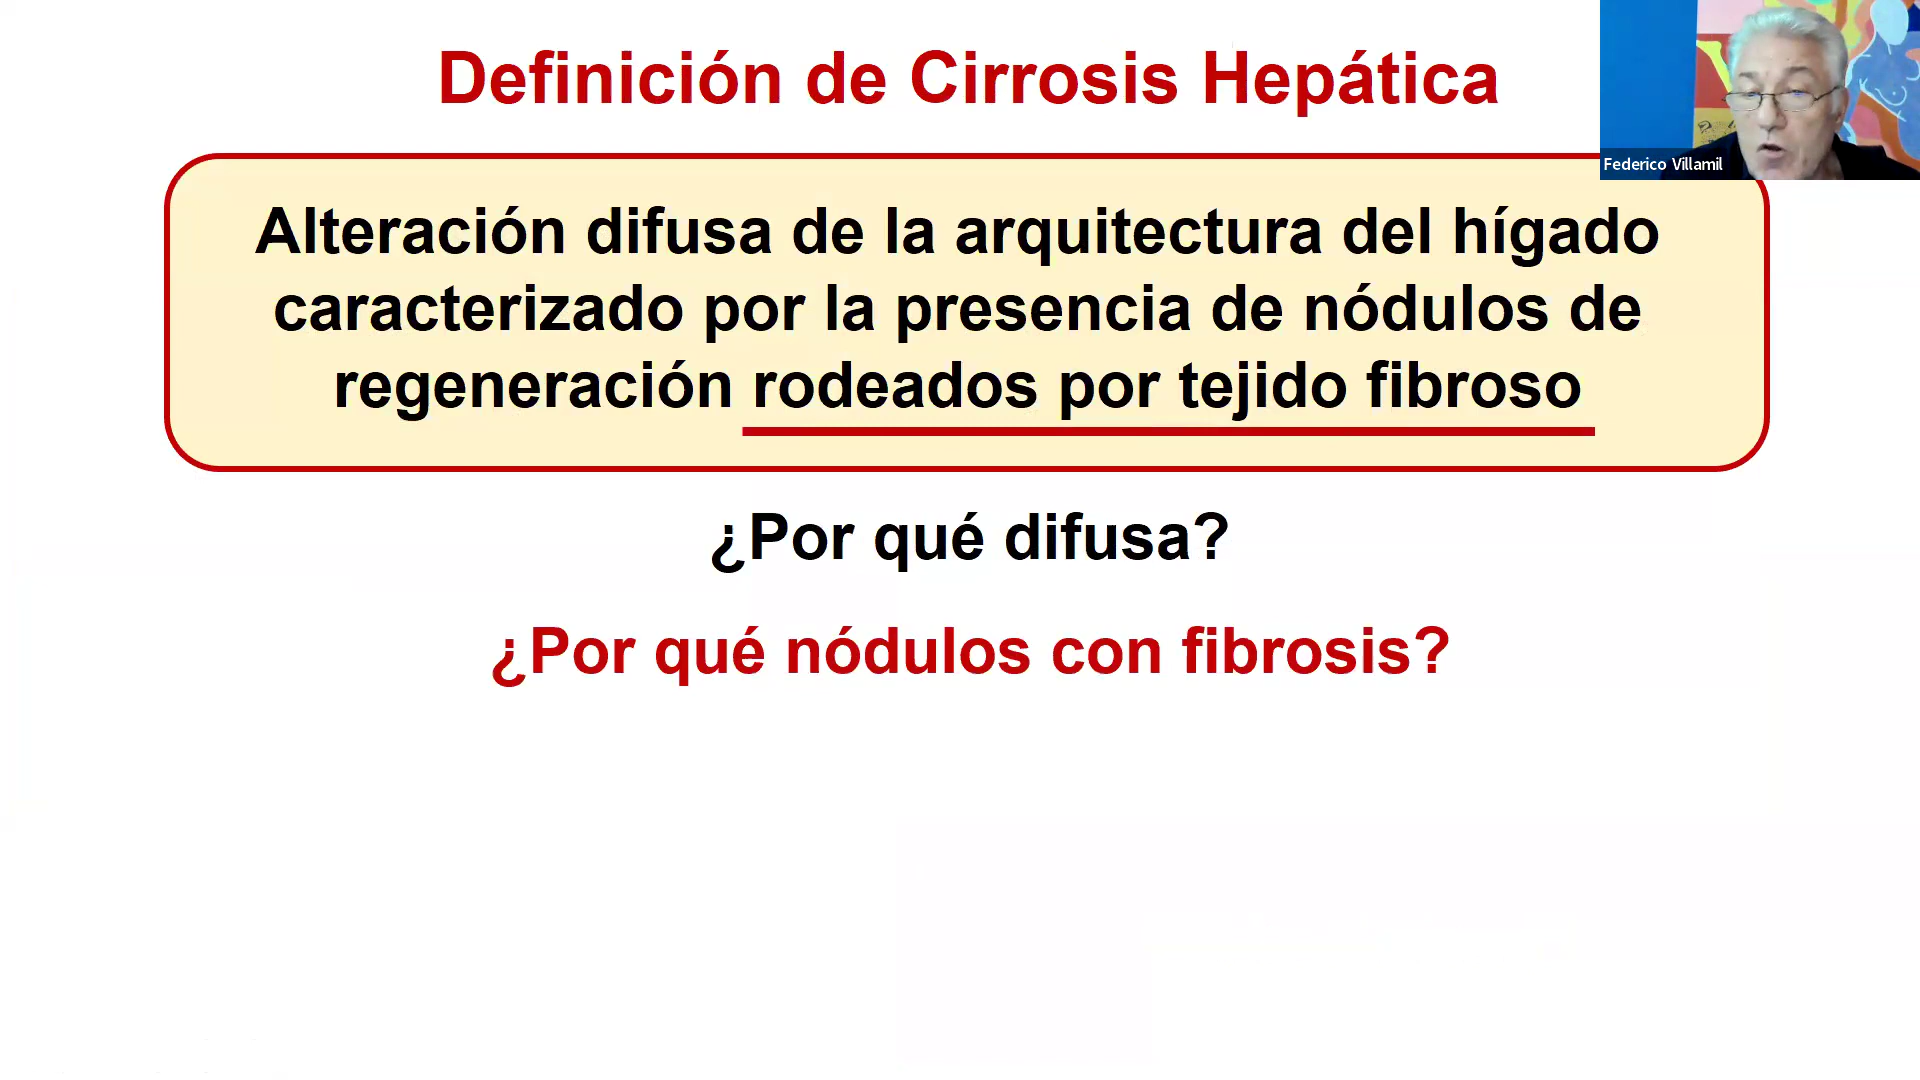 Definición de Cirrosis Hepática
Federico Villamil
Alteración difusa de la arquitectura del hígado
caracterizado por la presencia de nódulos de
regeneración rodeados por tejido fibroso
¿Por qué difusa?
¿Por qué nódulos con fibrosis?